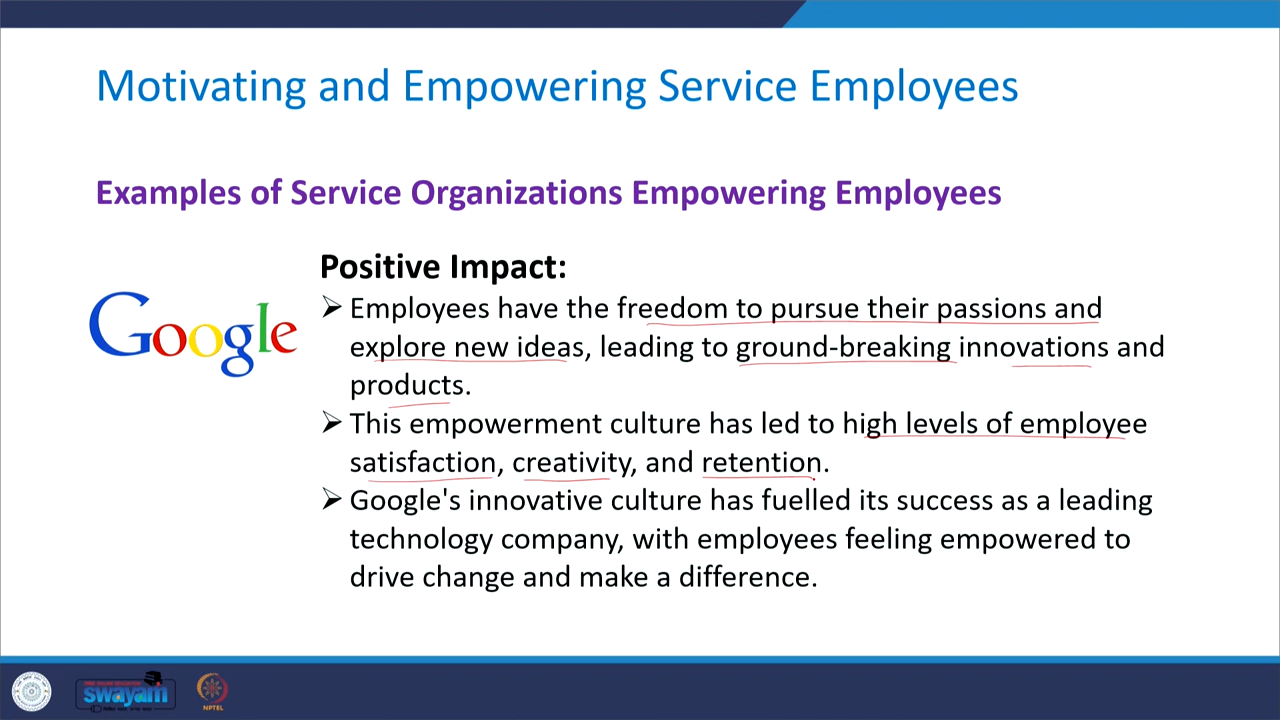 Motivating and Empowering Service Employees
Examples of Service Organizations Empowering Employees
Google
Positive Impact:
➢ Employees have the freedom to pursue their passions and
explore new ideas, leading to ground-breaking innovations and
products.
➢ This empowerment culture has led to high levels of employee
satisfaction, creativity, and retention.
➢ Google's innovative culture has fuelled its success as a leading
technology company, with employees feeling empowered to
drive change and make a difference.
swayam
NPTEL